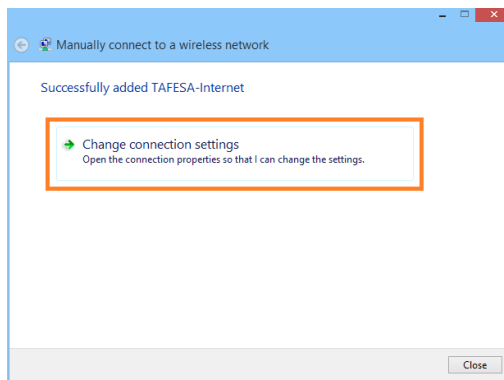 Manually connect to a wireless network
Successfully added TAFESA-Internet
Change connection settings
Open the connection properties so that I can change the settings.
Close